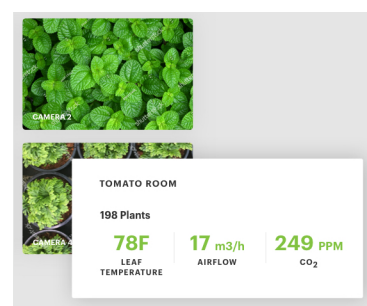 CAMERA 2
CAMERA 4
TOMATO ROOM
198 Plants
78F
LEAF
TEMPERATURE
17 m3/h
AIRFLOW
249 PPM
CO2